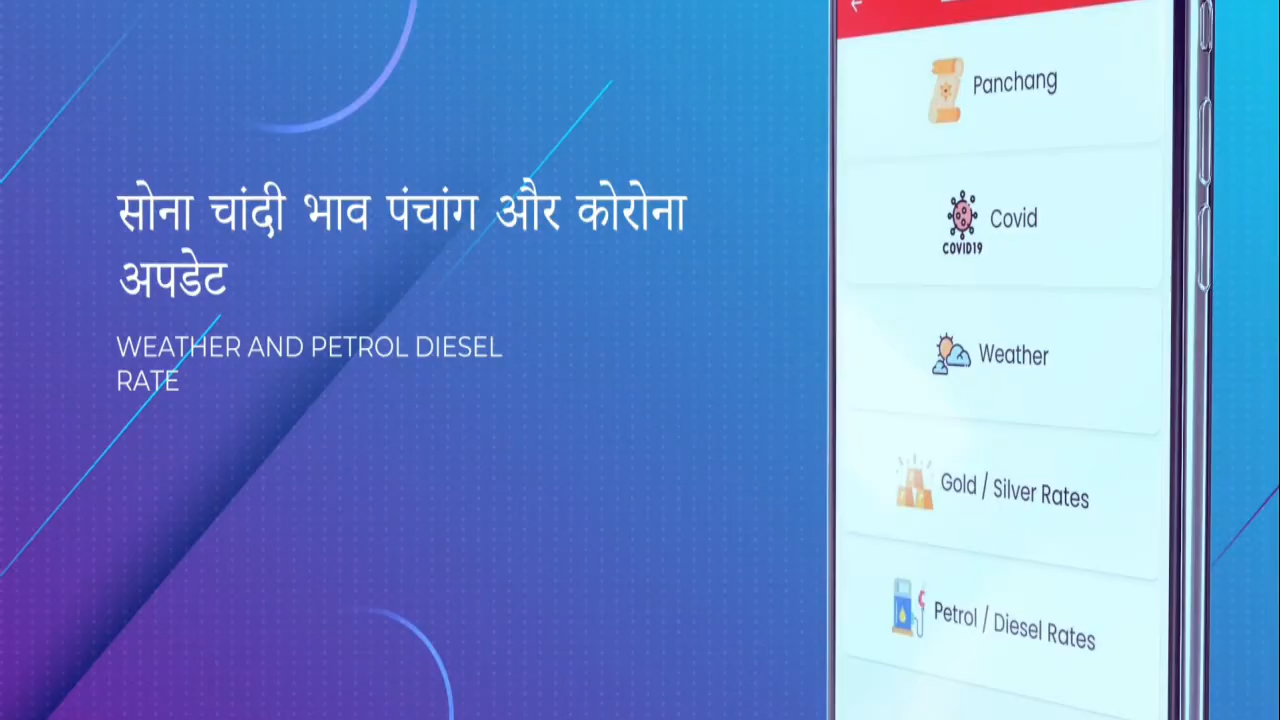 सोना चांदी भाव पंचांग और कोरोना
अपडेट
WEATHER AND PETROL DIESEL
RATE
Panchang
COVID19
Covid
Weather
Gold / Silver Rates
Petrol / Diesel Rates